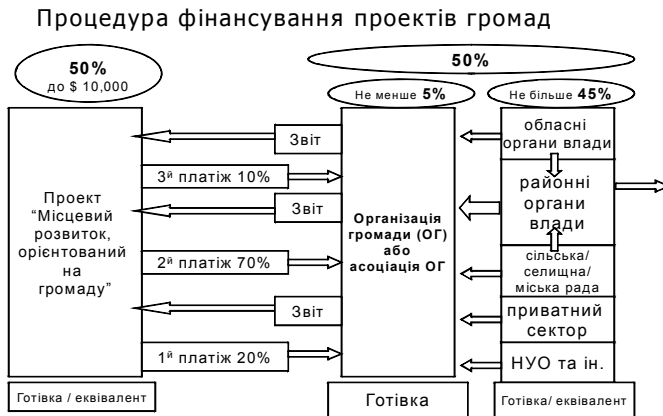 Процедура фінансування проектів громад
50%
до $ 10,000
50%
Не менше 5%
Не більше 45%
Проект
“Місцевий
розвиток,
орієнтований
на
громаду”
Звіт
3й платіж 10%
Звіт
2й платіж 70%
Звіт
1й платіж 20%
Організація
громади (ОГ)
або
асоціація ОГ
обласні
органи влади
районні
органи
влади
сільська/
селищна/
міська рада
приватний
сектор
НУО та ін.
Готівка / еквівалент
Готівка
Готівка/ еквівалент